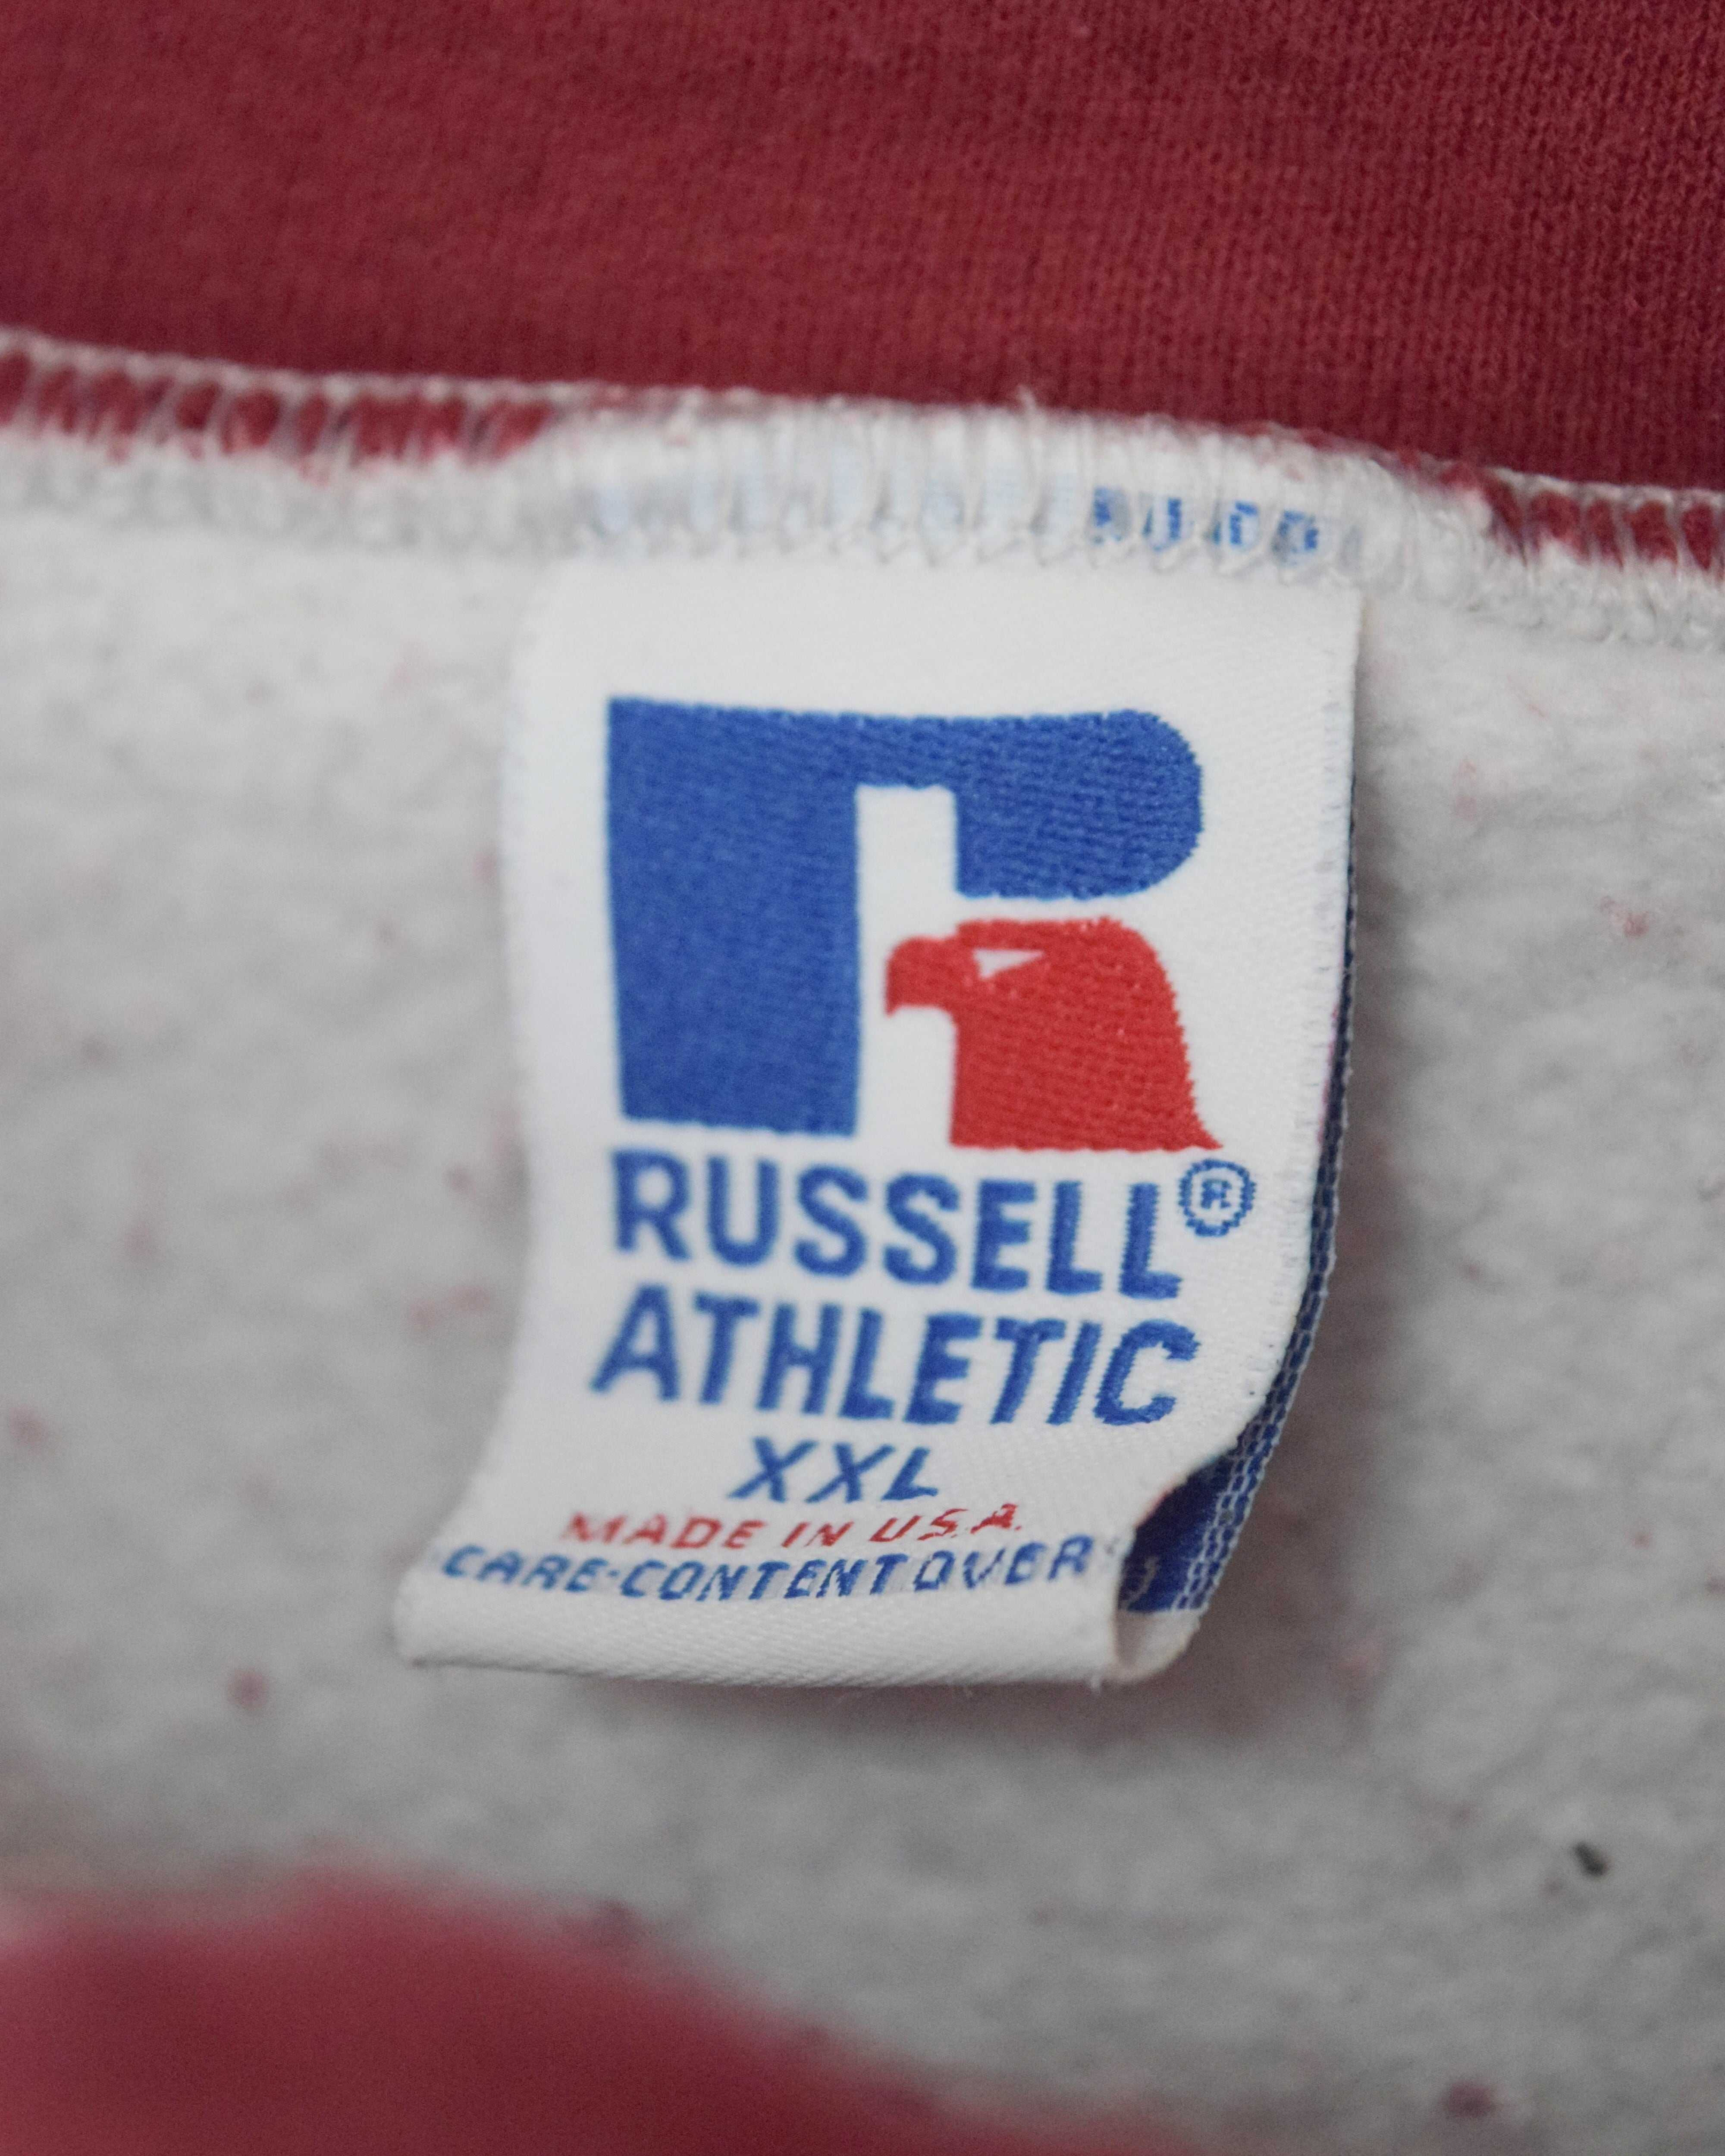 RUSSELL®
ATHLETIC
XXL
MADE IN U.S.A.
CARE·CONTENT OVER